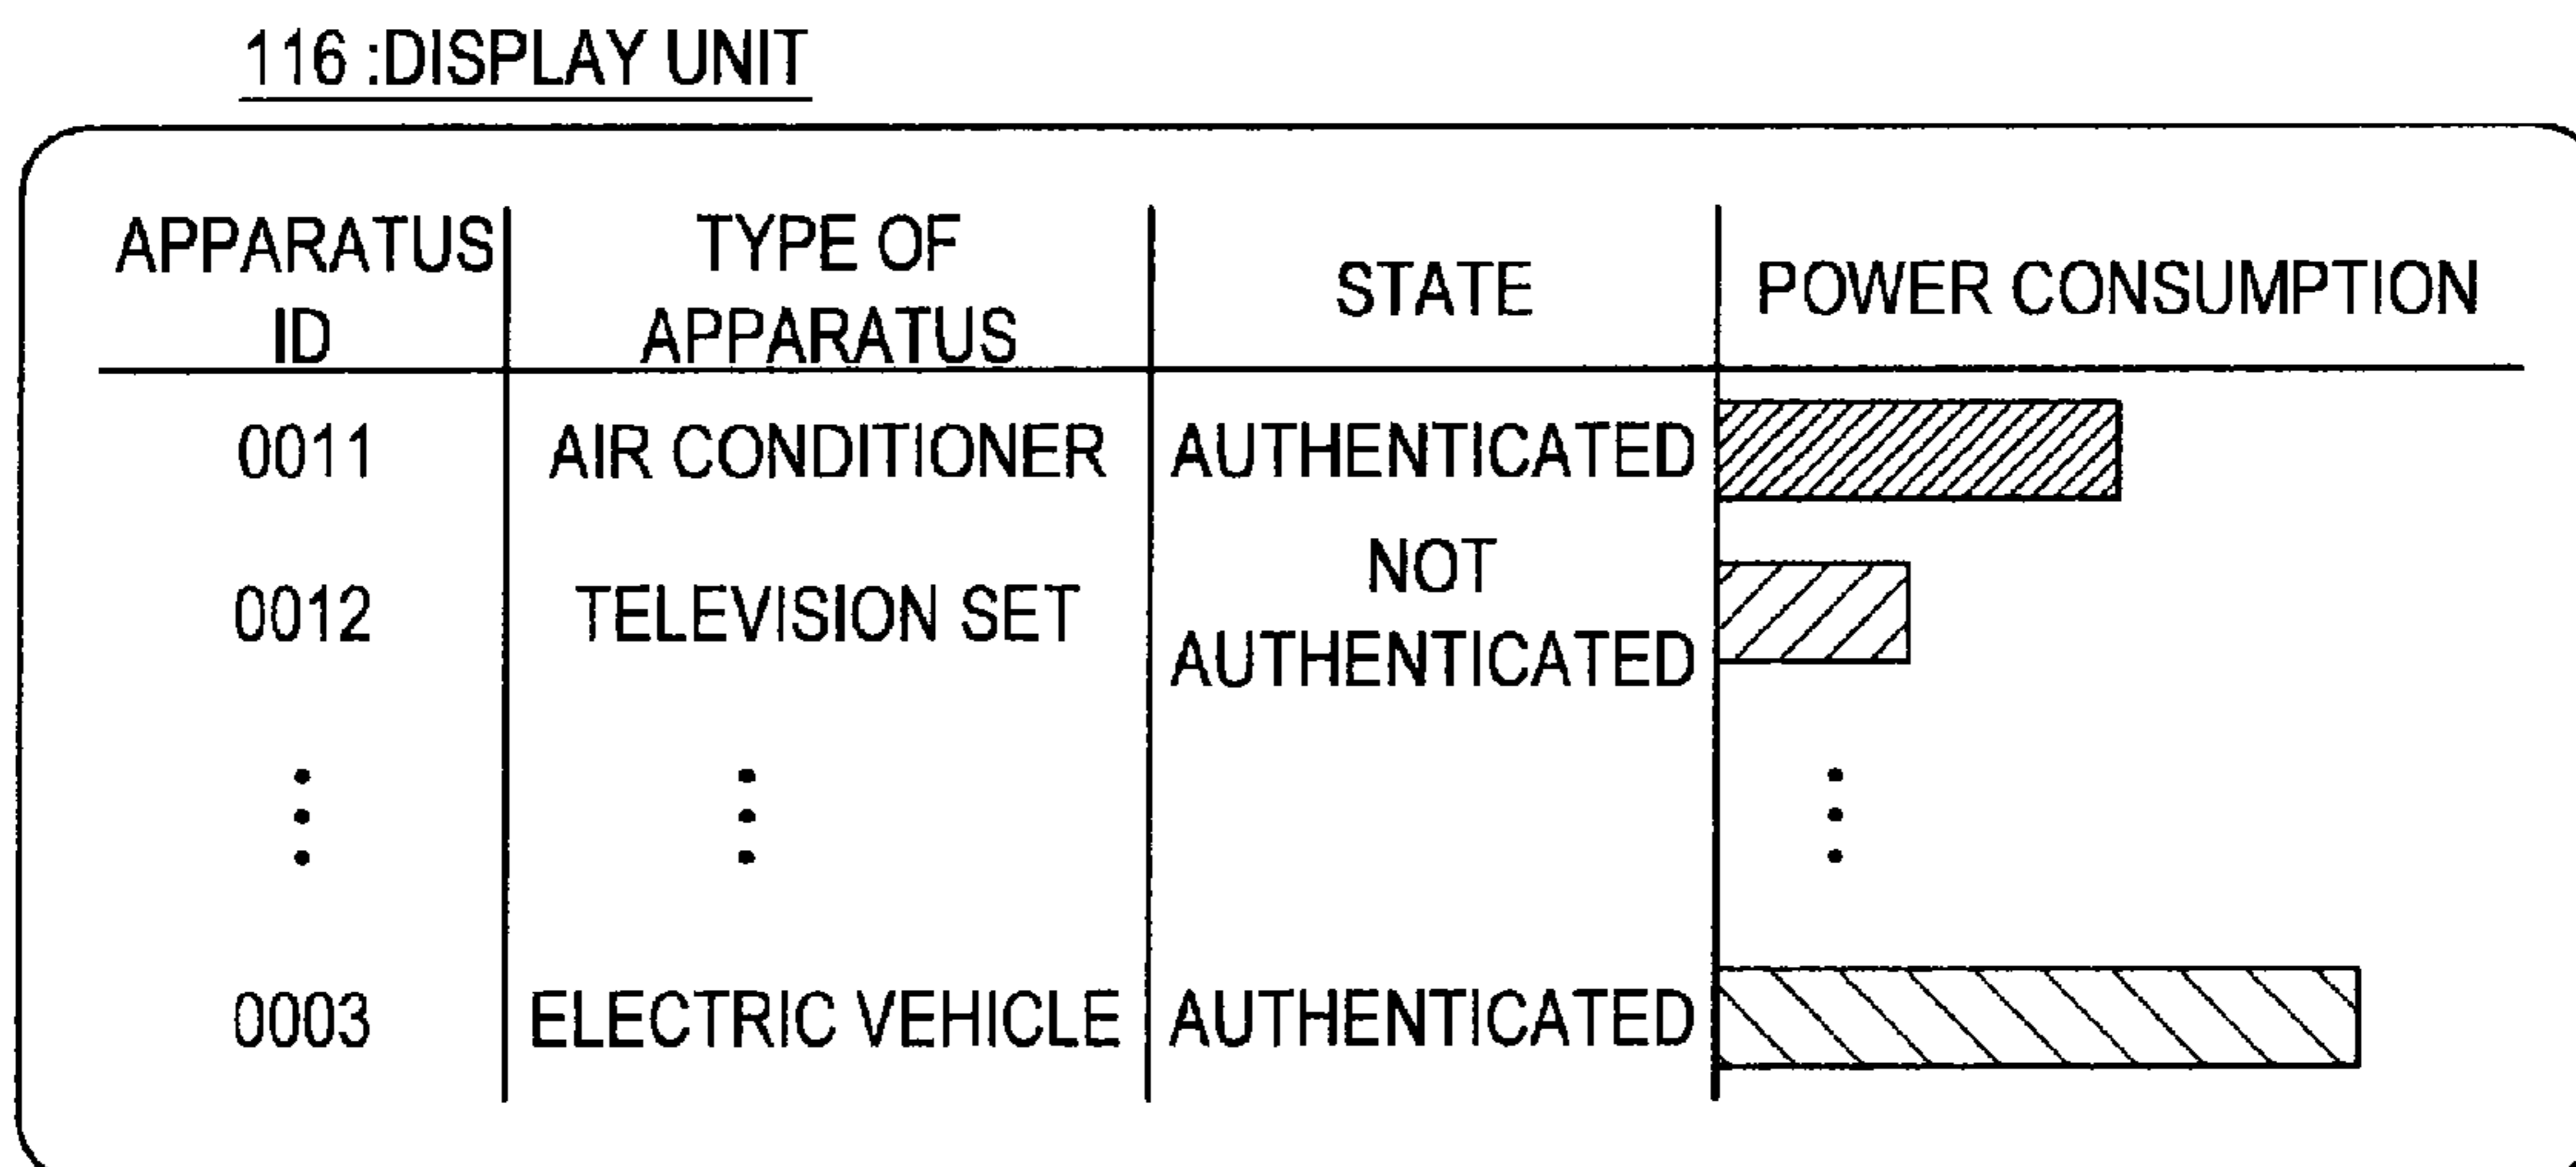 116 :DISPLAY UNIT
APPARATUS ID | TYPE OF APPARATUS | STATE | POWER CONSUMPTION
0011 | AIR CONDITIONER | AUTHENTICATED
0012 | TELEVISION SET | NOT AUTHENTICATED
0003 | ELECTRIC VEHICLE | AUTHENTICATED